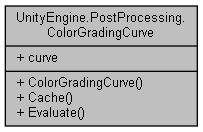 UnityEngine.PostProcessing.
ColorGradingCurve
+ curve
+ ColorGradingCurve()
+ Cache()
+ Evaluate()